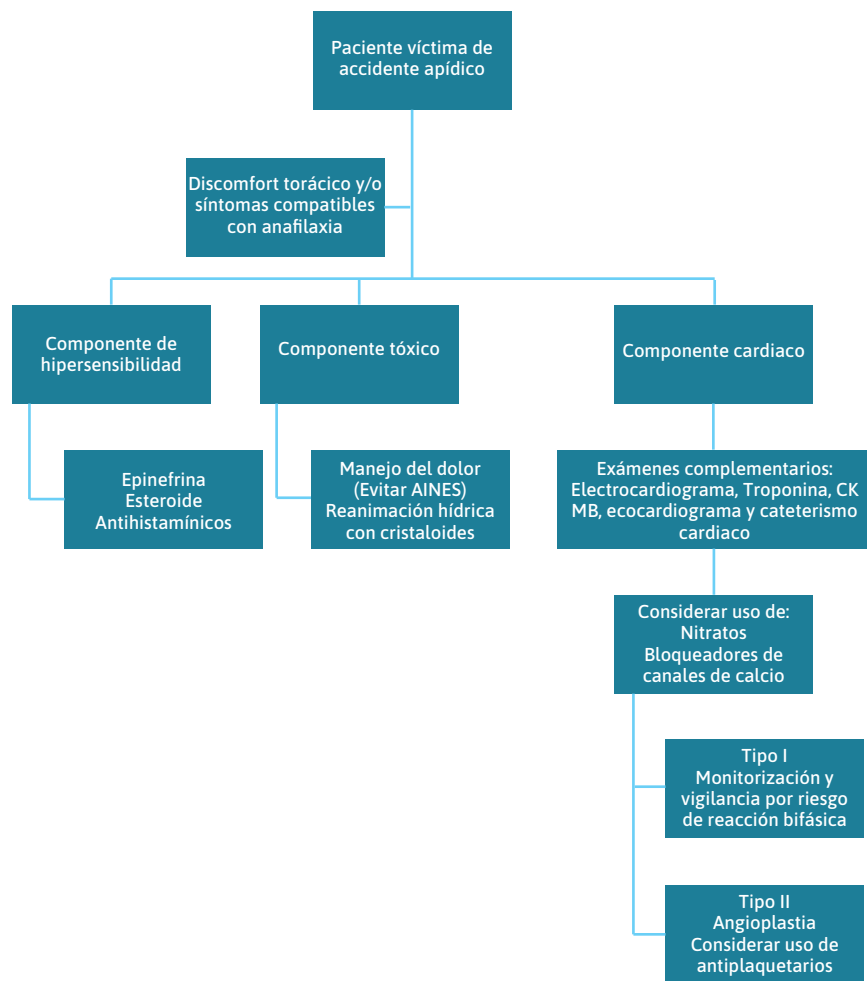 Paciente víctima de
accidente apídico
Discomfort torácico y/o
síntomas compatibles
con anafilaxia
Componente de
hipersensibilidad
Componente tóxico
Componente cardiaco
Epinefrina
Esteroide
Antihistamínicos
Manejo del dolor
(Evitar AINES)
Reanimación hídrica
con cristaloides
Exámenes complementarios:
Electrocardiograma, Troponina, CK
MB, ecocardiograma y cateterismo
cardiaco
Considerar uso de:
Nitratos
Bloqueadores de
canales de calcio
Tipo I
Monitorización y
vigilancia por riesgo
de reacción bifásica
Tipo II
Angioplastia
Considerar uso de
antiplaquetarios